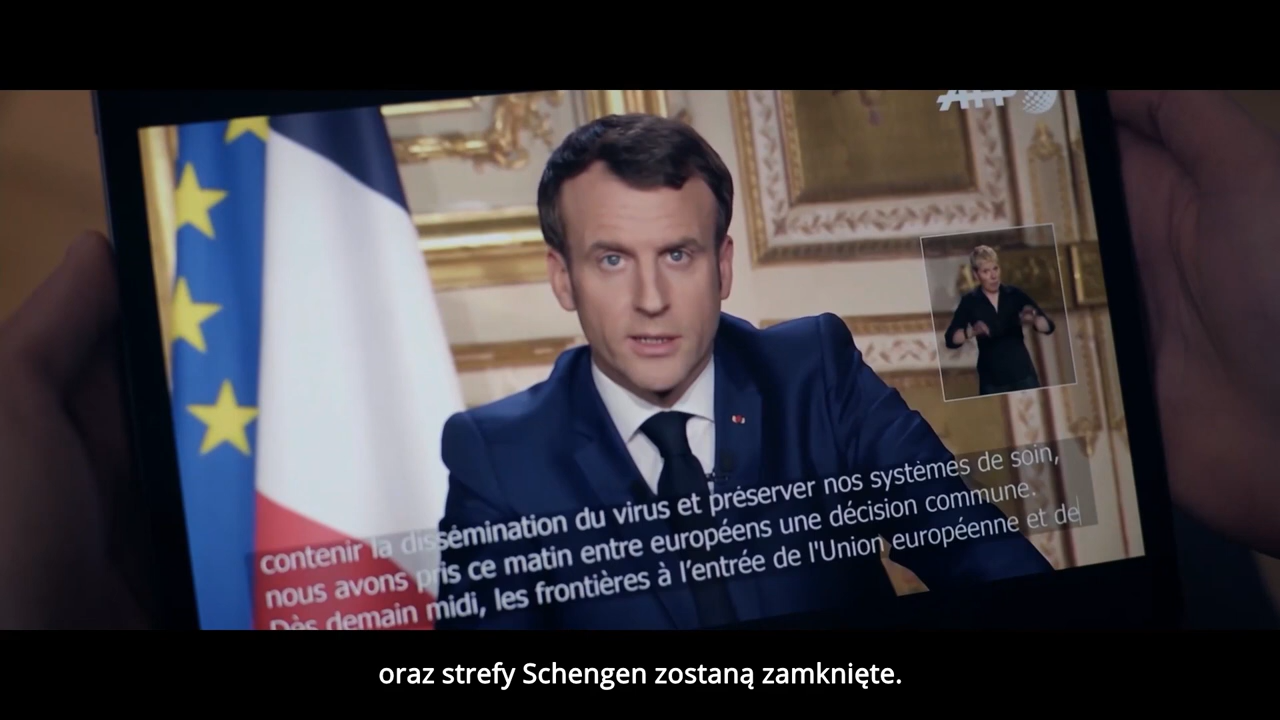 AFP
contenir la dissémination du virus et préserver nos systèmes de soin,
nous avons pris ce matin entre européens une décision commune.
Dès demain midi, les frontières à l'entrée de l'Union européenne et de
oraz strefy Schengen zostaną zamknięte.